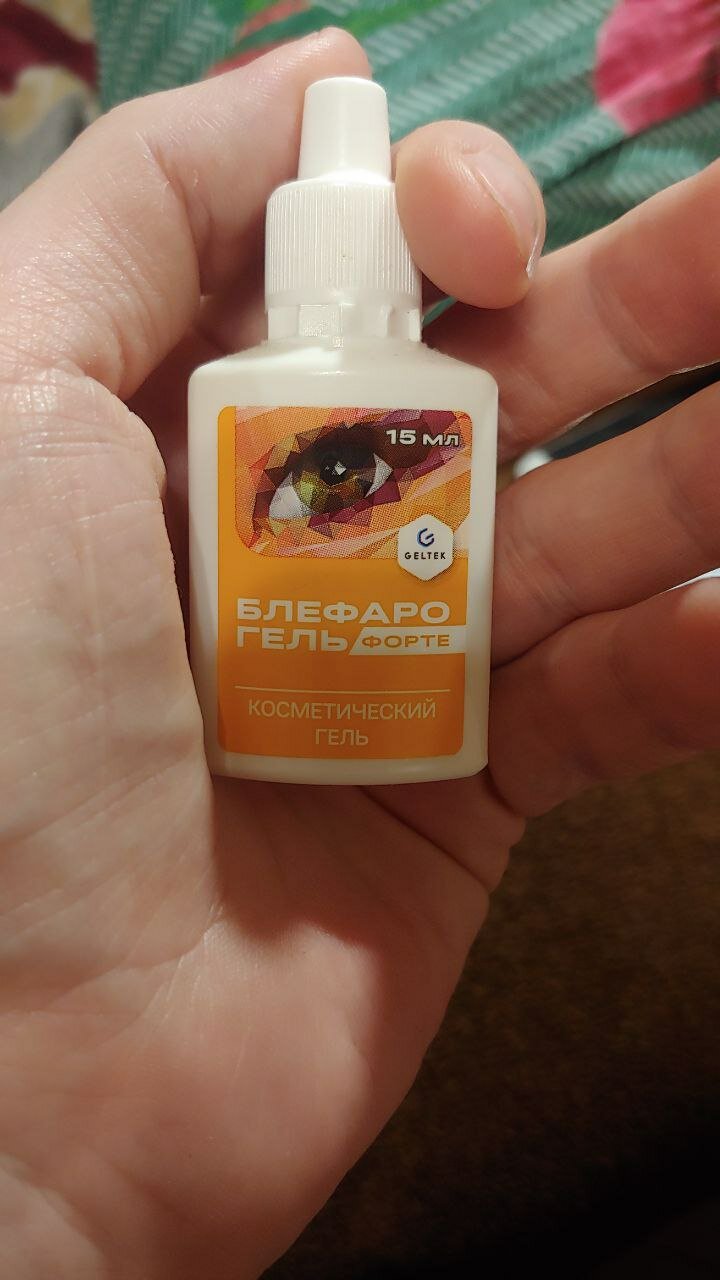 15 мл
GELTEK
БЛЕФАРО
ГЕЛЬ ФОРТЕ
КОСМЕТИЧЕСКИЙ
ГЕЛЬ